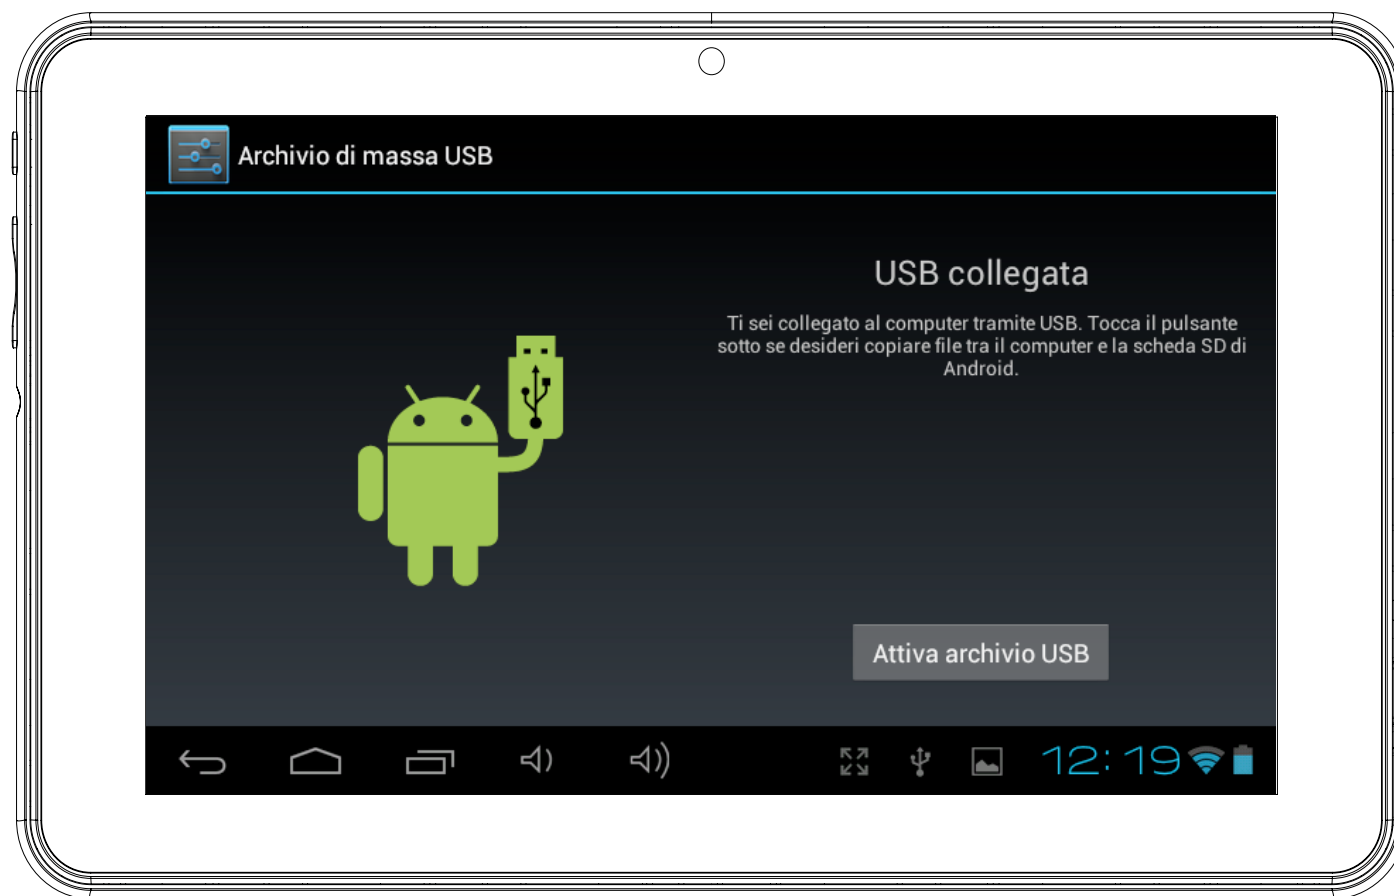 Archivio di massa USB
USB collegata
Ti sei collegato al computer tramite USB. Tocca il pulsante
sotto se desideri copiare file tra il computer e la scheda SD di
Android.
Attiva archivio USB
12:19